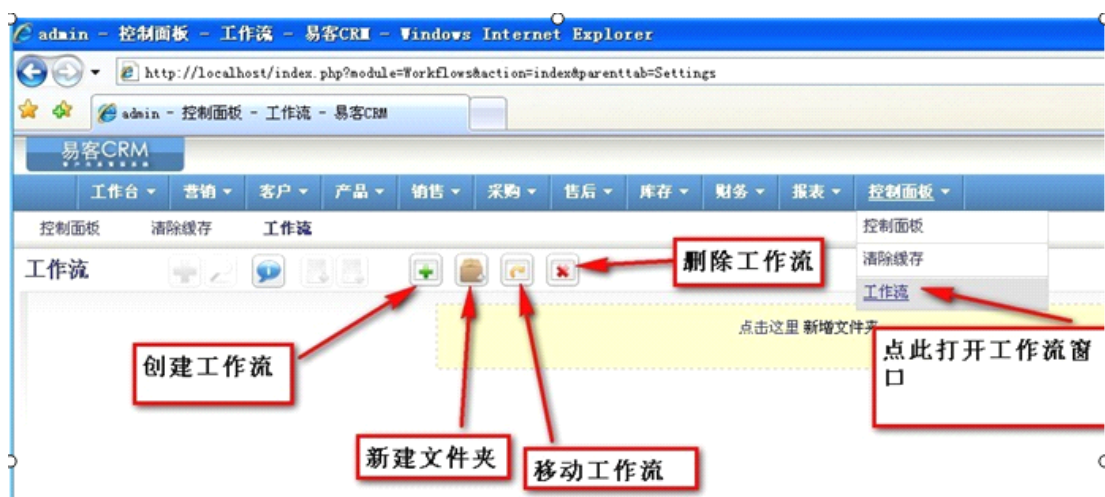 admin - 控制面板 - 工作流 - 易客CRM - Windows Internet Explorer
http://localhost/index.php?module=Workflows&action=index&parenttab=Settings
admin - 控制面板 - 工作流 - 易客CRM
易客CRM
工作台 营销 客户 产品 销售 采购 售后 库存 财务 报表 控制面板
控制面板 清除缓存 工作流
控制面板
清除缓存
工作流
工作流
删除工作流
点击这里 新增文件夹
点此打开工作流窗
口
创建工作流
新建文件夹
移动工作流